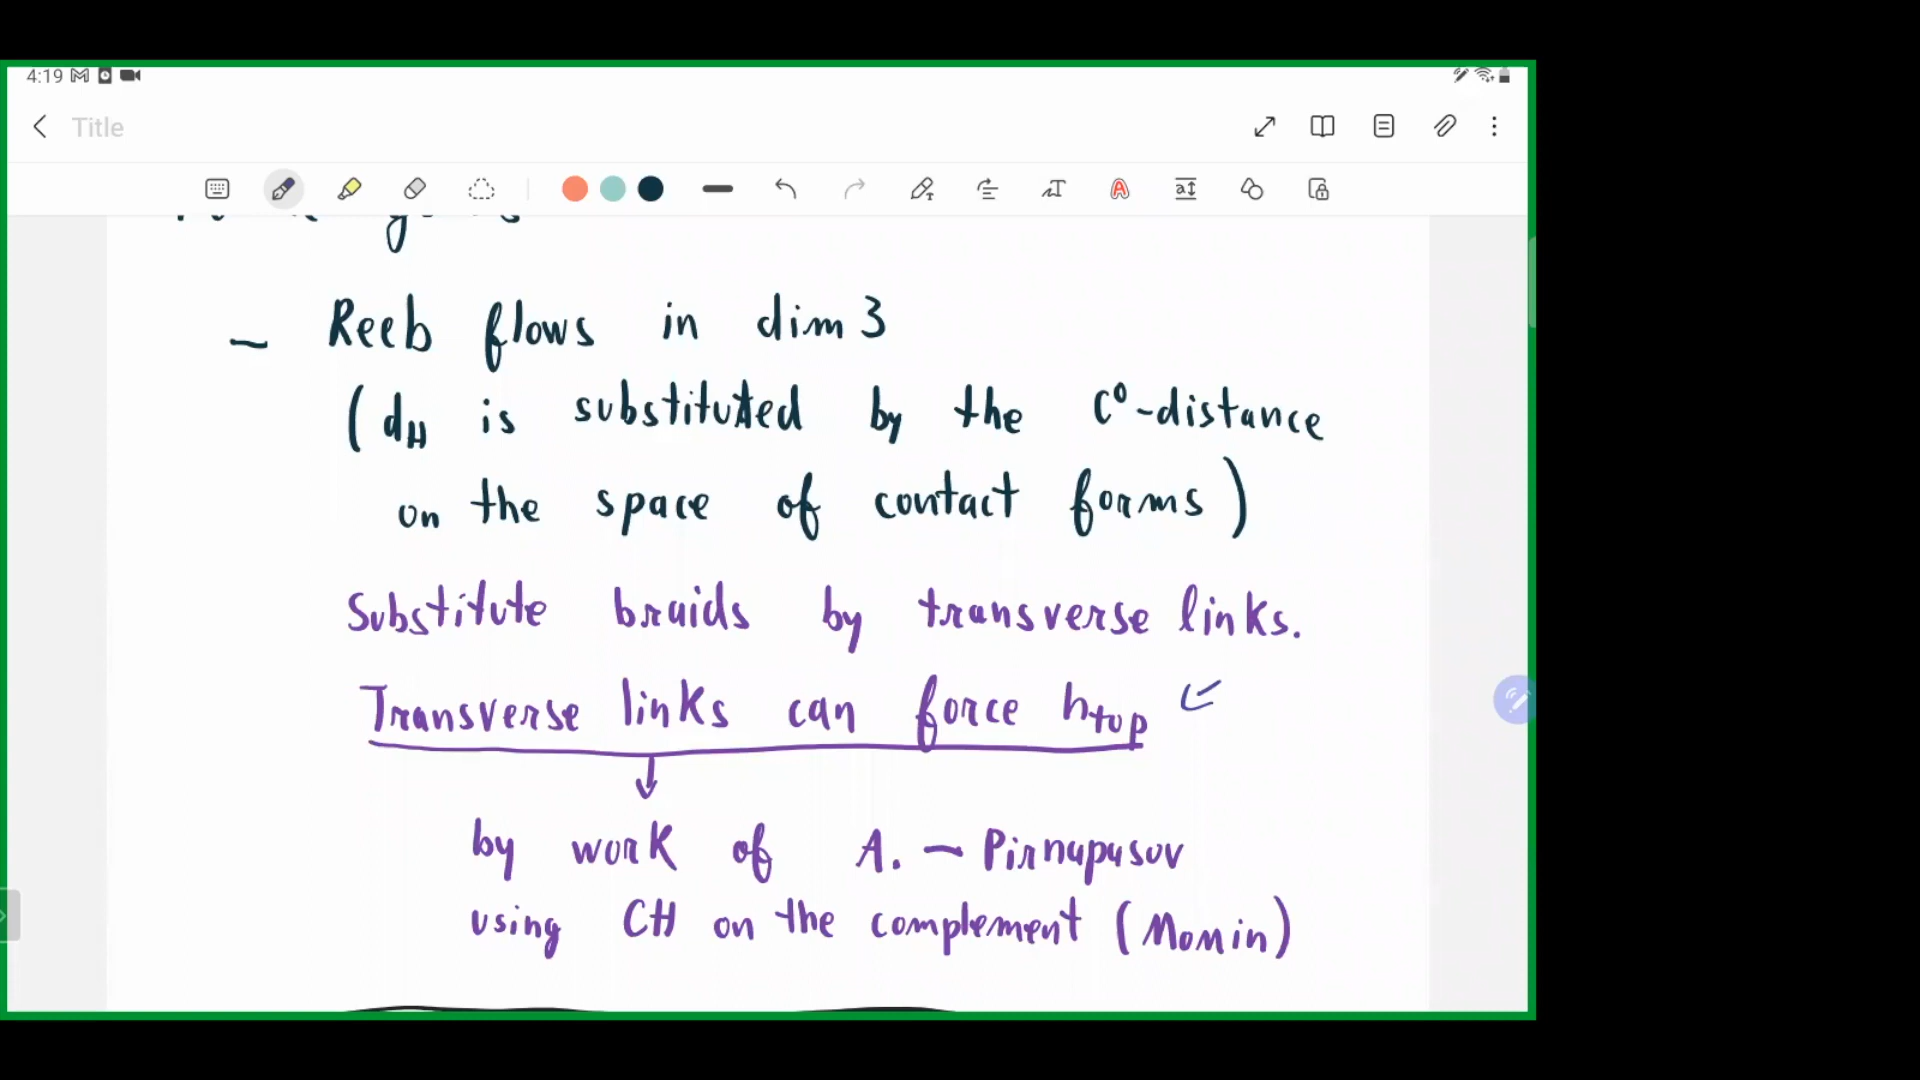 4:19
Title
– Reeb flows in dim 3
(d_H is substituted by the C⁰-distance
on the space of contact forms)
Substitute braids by transverse links.
Transverse links can force h_top
↓
by work of A. – Pirnapasov
using CH on the complement (Momin)